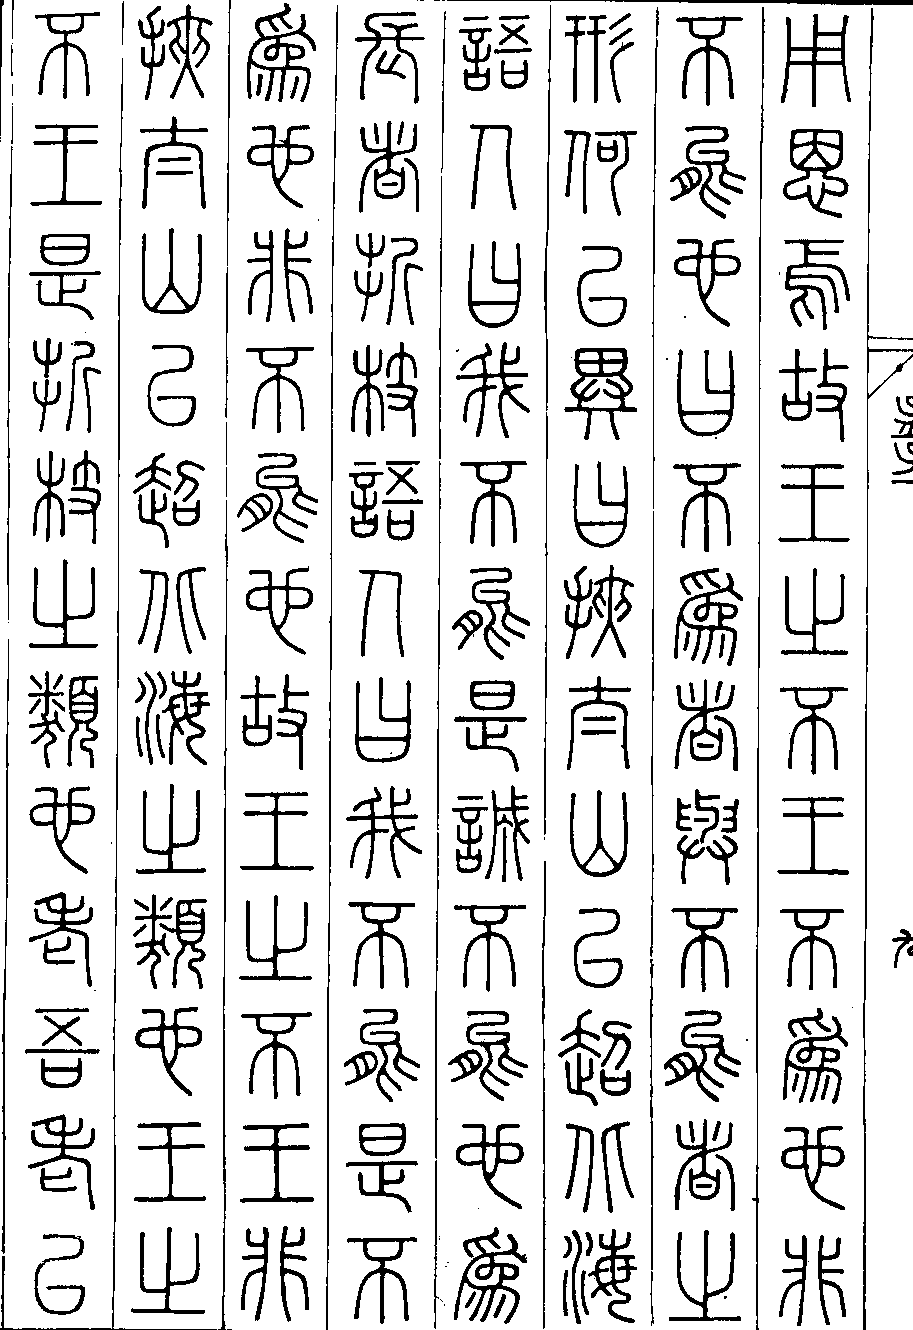 用恩焉故王之不王不爲也非
不能也曰不爲者與不能者之
形何以異曰挾太山以超北海
語人曰我不能是誠不能也爲
長者折枝語人曰我不能是不
爲也非不能也故王之不王非
挾太山以超北海之類也王之
不王是折枝之類也老吾老以